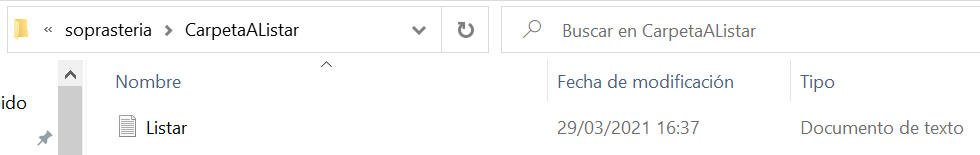 « soprasteria > CarpetaAListar
Buscar en CarpetaAListar
Nombre Fecha de modificación Tipo
ido
Listar 29/03/2021 16:37 Documento de texto